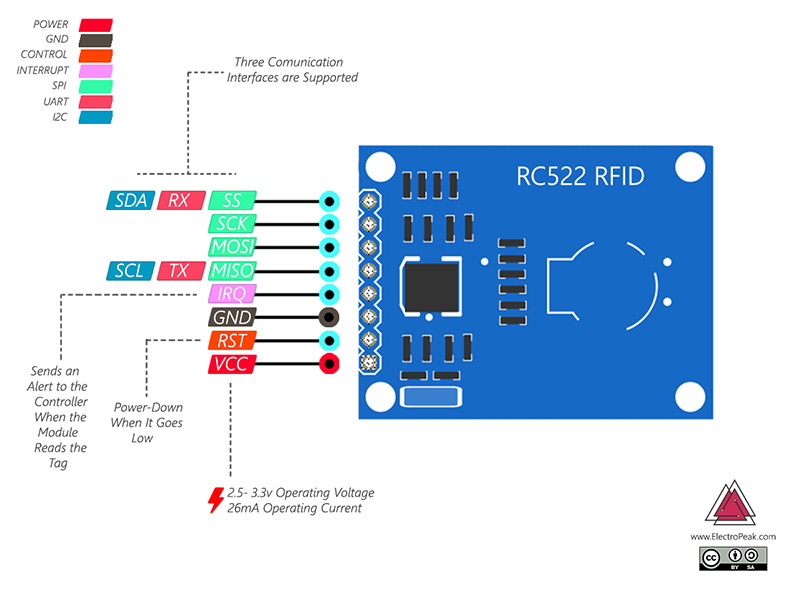 POWER
GND
CONTROL
INTERRUPT
SPI
UART
I2C
Three Comunication
Interfaces are Supported
RC522 RFID
SDA RX SS
SCK
MOSI
SCL TX MISO
IRQ
GND
RST
VCC
Sends an
Alert to the
Controller
When the
Module
Reads the
Tag
Power-Down
When It Goes
Low
2.5- 3.3v Operating Voltage
26mA Operating Current
www.ElectroPeak.com
cc BY SA